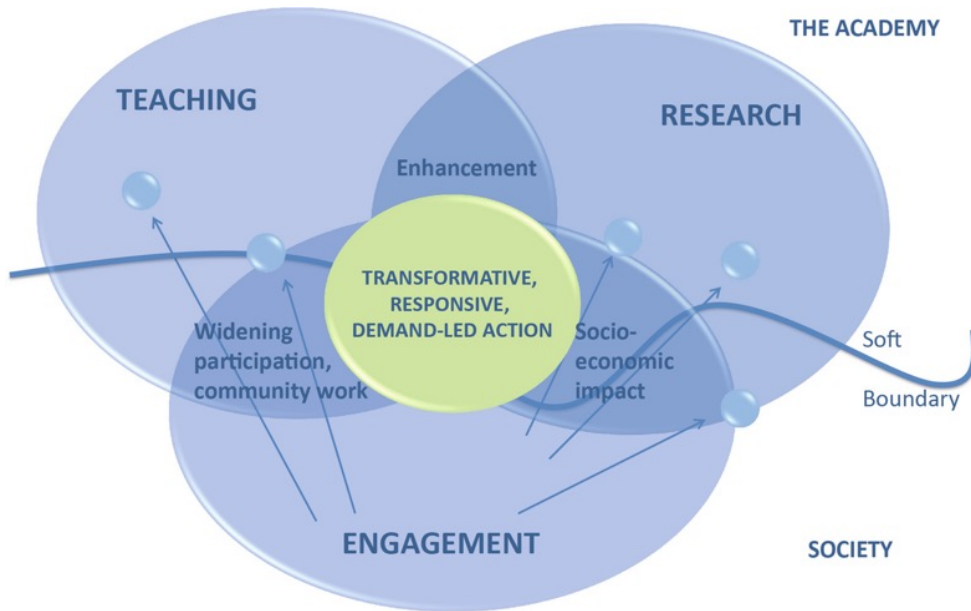 THE ACADEMY
TEACHING
RESEARCH
Enhancement
TRANSFORMATIVE,
RESPONSIVE,
DEMAND-LED ACTION
Widening
participation,
community work
Socio-
economic
impact
Soft
Boundary
ENGAGEMENT
SOCIETY